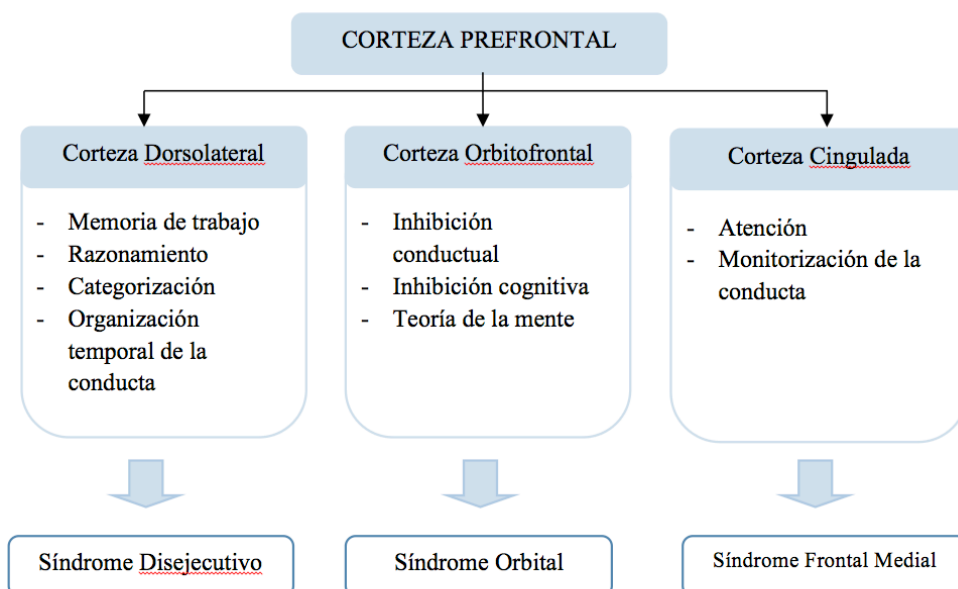 CORTEZA PREFRONTAL
Corteza Dorsolateral
- Memoria de trabajo
- Razonamiento
- Categorización
- Organización
temporal de la
conducta
Síndrome Disejecutivo
Corteza Orbitofrontal
- Inhibición
conductual
- Inhibición cognitiva
- Teoría de la mente
Síndrome Orbital
Corteza Cingulada
- Atención
- Monitorización de la
conducta
Síndrome Frontal Medial